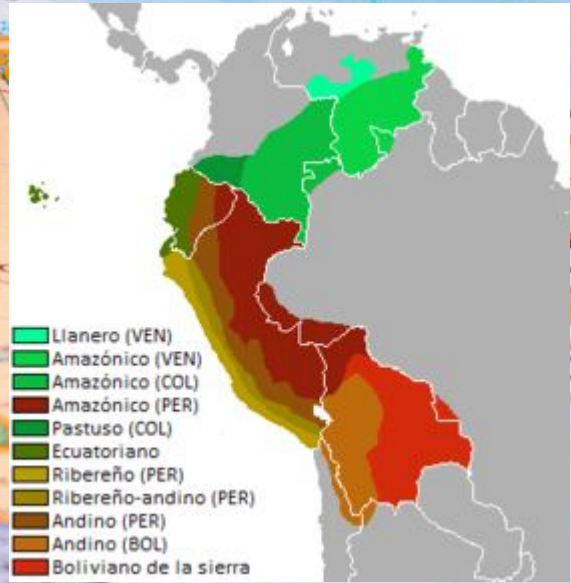 Llanero (VEN)
Amazónico (VEN)
Amazónico (COL)
Amazónico (PER)
Pastuso (COL)
Ecuatoriano
Ribereño (PER)
Ribereño-andino (PER)
Andino (PER)
Andino (BOL)
Boliviano de la sierra